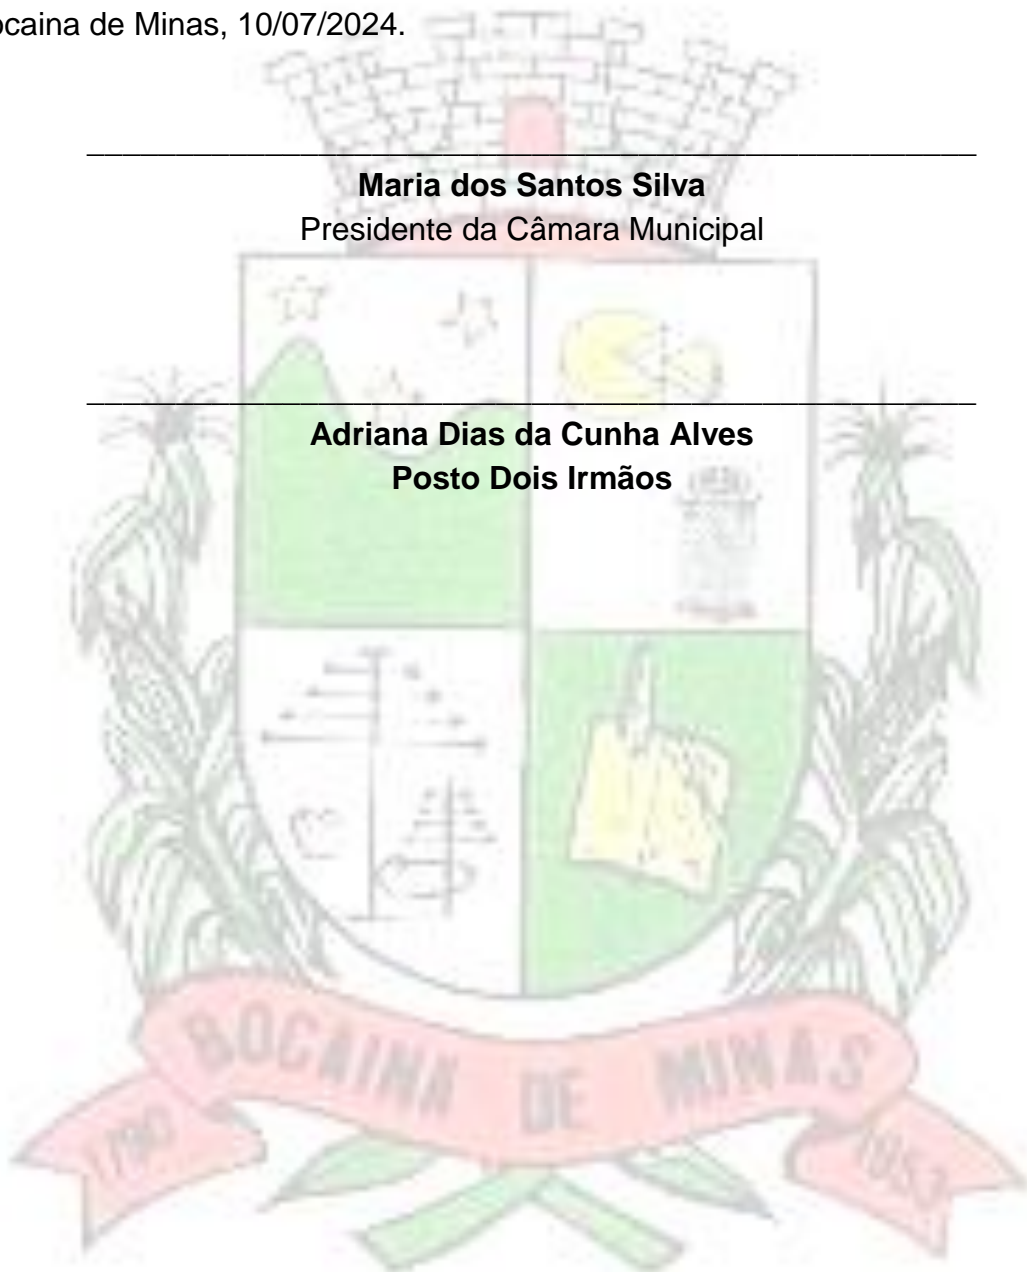 ocaina de Minas, 10/07/2024.
Maria dos Santos Silva
Presidente da Câmara Municipal
Adriana Dias da Cunha Alves
Posto Dois Irmãos
BOCAINA DE MINAS